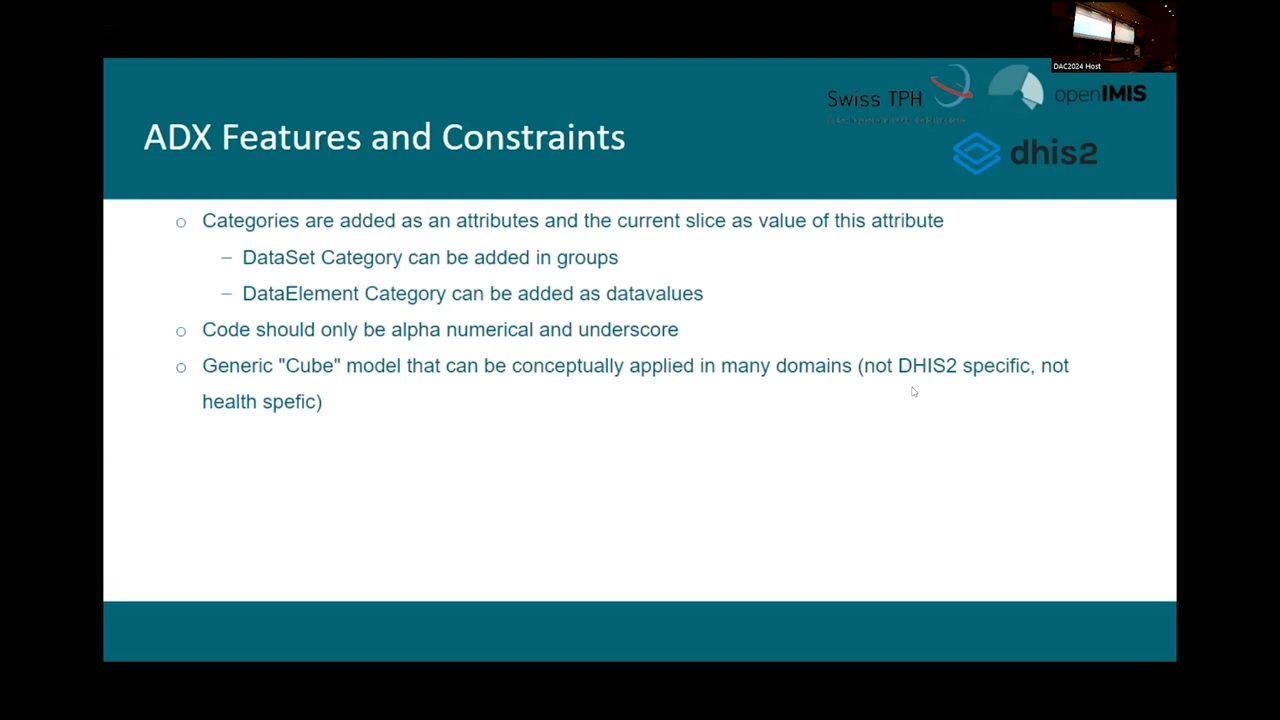 DAC2024 Host
Swiss TPH
openIMIS
dhis2
ADX Features and Constraints
o Categories are added as an attributes and the current slice as value of this attribute
– DataSet Category can be added in groups
– DataElement Category can be added as datavalues
o Code should only be alpha numerical and underscore
o Generic "Cube" model that can be conceptually applied in many domains (not DHIS2 specific, not
health spefic)